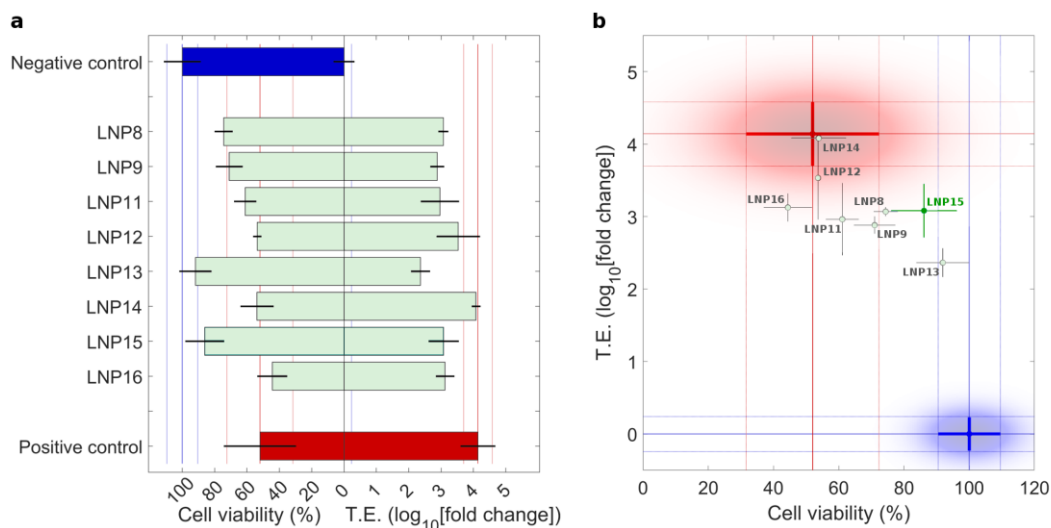 a
Negative control
LNP8
LNP9
LNP11
LNP12
LNP13
LNP14
LNP15
LNP16
Positive control
100 80 60 40 20 0 1 2 3 4 5
Cell viability (%) T.E. (log10[fold change])
b
T.E. (log10[fold change])
5
4
3
2
1
0
LNP14
LNP12
LNP16
LNP8
LNP15
LNP11
LNP9
LNP13
0 20 40 60 80 100 120
Cell viability (%)